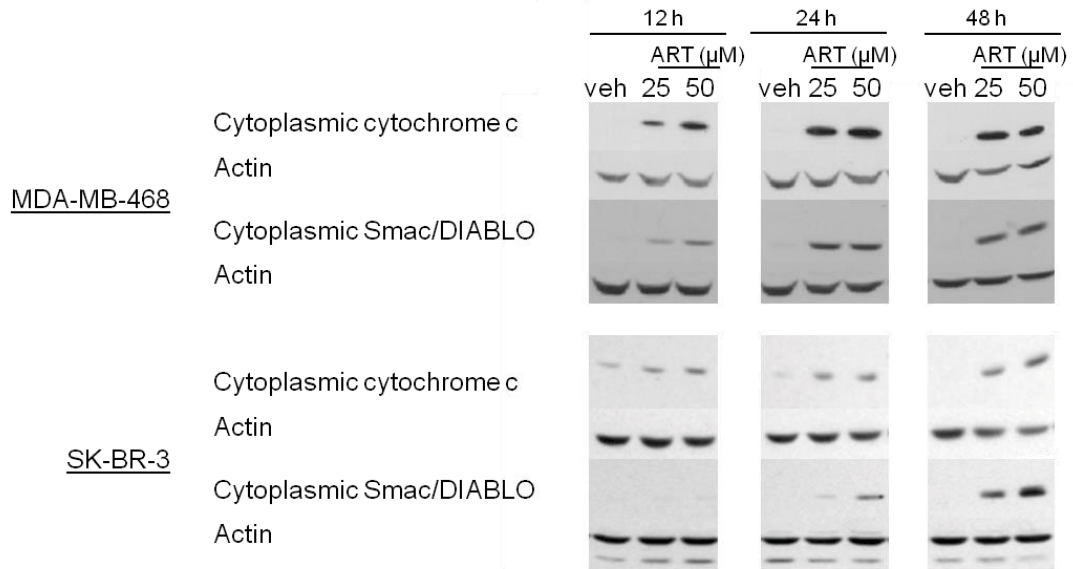 12 h 24 h 48 h
ART (µM) ART (µM) ART (µM)
veh 25 50 veh 25 50 veh 25 50
Cytoplasmic cytochrome c
Actin
MDA-MB-468
Cytoplasmic Smac/DIABLO
Actin
Cytoplasmic cytochrome c
Actin
SK-BR-3
Cytoplasmic Smac/DIABLO
Actin